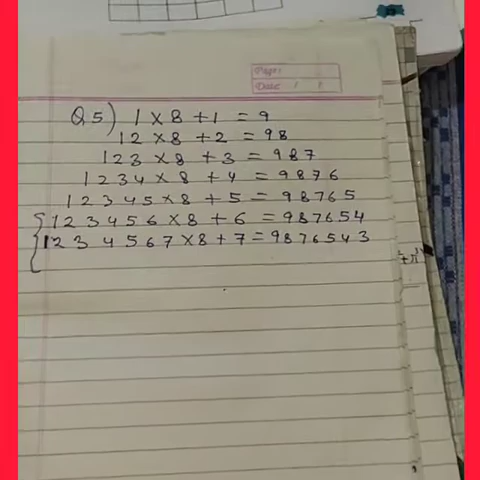 Page:
Date: / /
Q5) 1 × 8 + 1 = 9
12 × 8 + 2 = 98
123 × 8 + 3 = 987
1234 × 8 + 4 = 9876
12345 × 8 + 5 = 98765
123456 × 8 + 6 = 987654
1234567 × 8 + 7 = 9876543